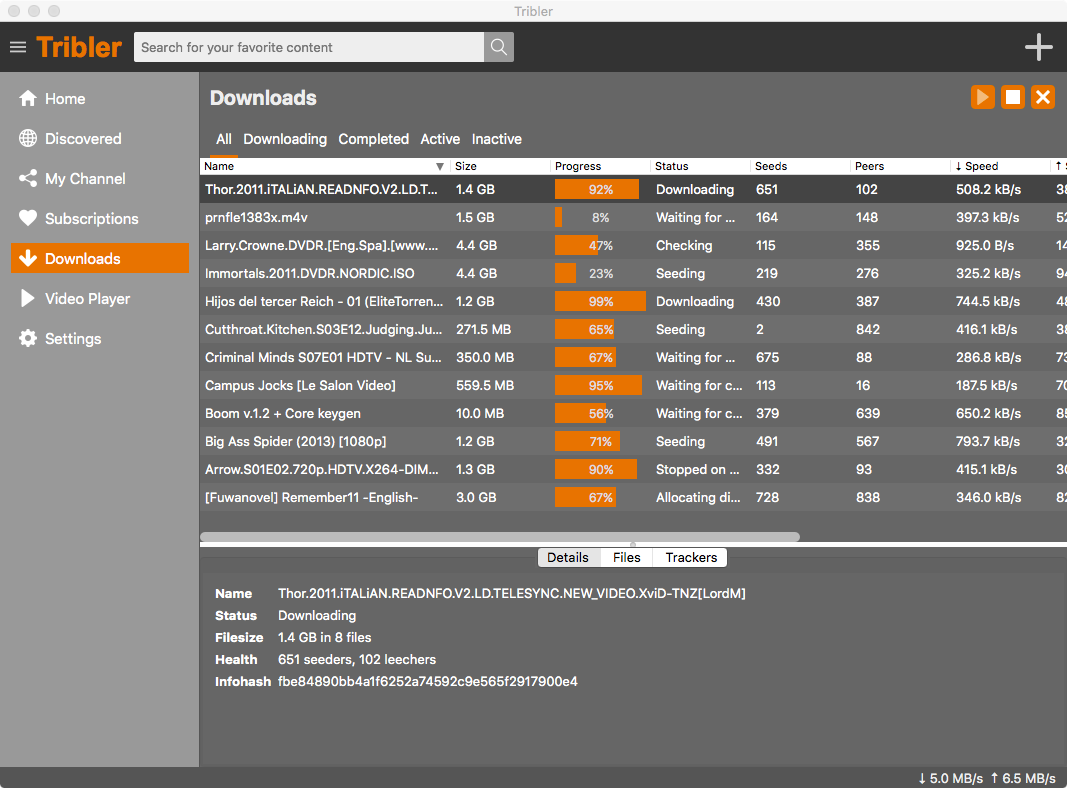 Tribler
Tribler
Search for your favorite content
Home
Discovered
My Channel
Subscriptions
Downloads
Video Player
Settings
Downloads
All Downloading Completed Active Inactive
Name Size Progress Status Seeds Peers ↓ Speed ↑ S
Thor.2011.iTALiAN.READNFO.V2.LD.T... 1.4 GB 92% Downloading 651 102 508.2 kB/s 38
prnfle1383x.m4v 1.5 GB 8% Waiting for ... 164 148 397.3 kB/s 52
Larry.Crowne.DVDR.[Eng.Spa].[www.... 4.4 GB 47% Checking 115 355 925.0 B/s 14
Immortals.2011.DVDR.NORDIC.ISO 4.4 GB 23% Seeding 219 276 325.2 kB/s 94
Hijos del tercer Reich - 01 (EliteTorren... 1.2 GB 99% Downloading 430 387 744.5 kB/s 48
Cutthroat.Kitchen.S03E12.Judging.Ju... 271.5 MB 65% Seeding 2 842 416.1 kB/s 38
Criminal Minds S07E01 HDTV - NL Su... 350.0 MB 67% Waiting for ... 675 88 286.8 kB/s 73
Campus Jocks [Le Salon Video] 559.5 MB 95% Waiting for c... 113 16 187.5 kB/s 70
Boom v.1.2 + Core keygen 10.0 MB 56% Waiting for c... 379 639 650.2 kB/s 85
Big Ass Spider (2013) [1080p] 1.2 GB 71% Seeding 491 567 793.7 kB/s 32
Arrow.S01E02.720p.HDTV.X264-DIM... 1.3 GB 90% Stopped on ... 332 93 415.1 kB/s 30
[Fuwanovel] Remember11 -English- 3.0 GB 67% Allocating di... 728 838 346.0 kB/s 82
Details Files Trackers
Name Thor.2011.iTALiAN.READNFO.V2.LD.TELESYNC.NEW_VIDEO.XviD-TNZ[LordM]
Status Downloading
Filesize 1.4 GB in 8 files
Health 651 seeders, 102 leechers
Infohash fbe84890bb4a1f6252a74592c9e565f2917900e4
↓ 5.0 MB/s ↑ 6.5 MB/s